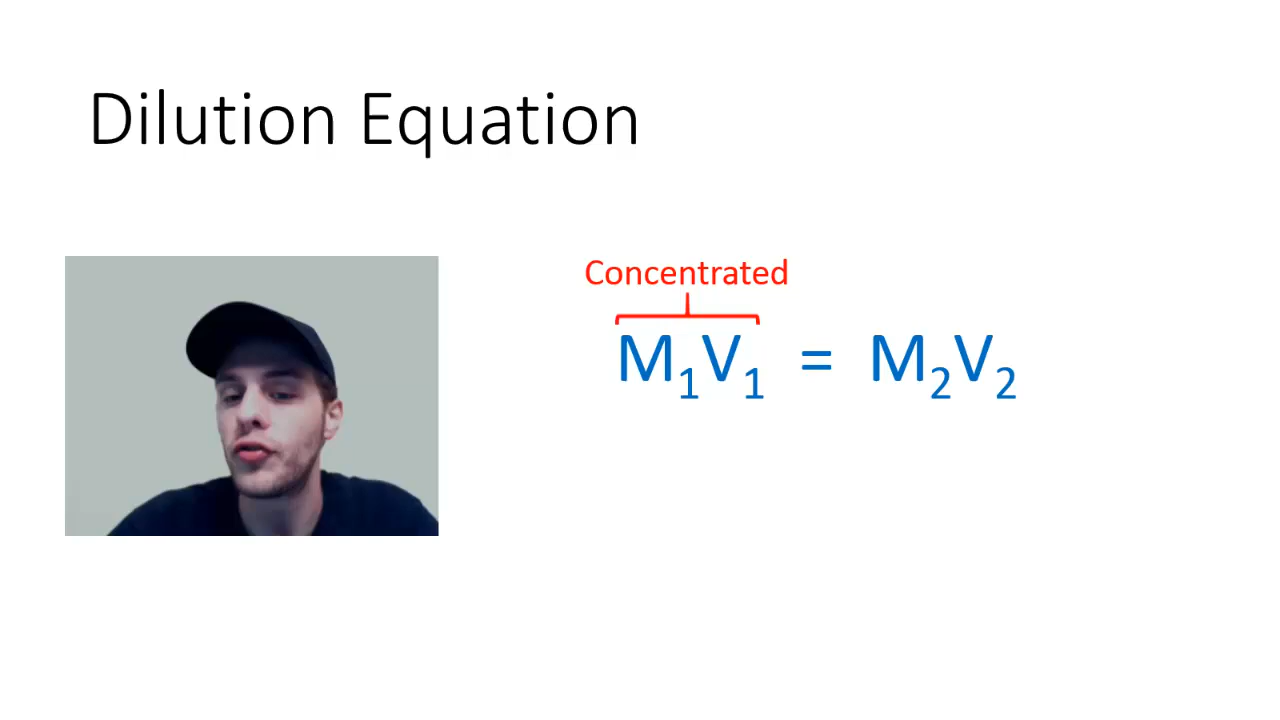 Dilution Equation
Concentrated
M₁V₁ = M₂V₂